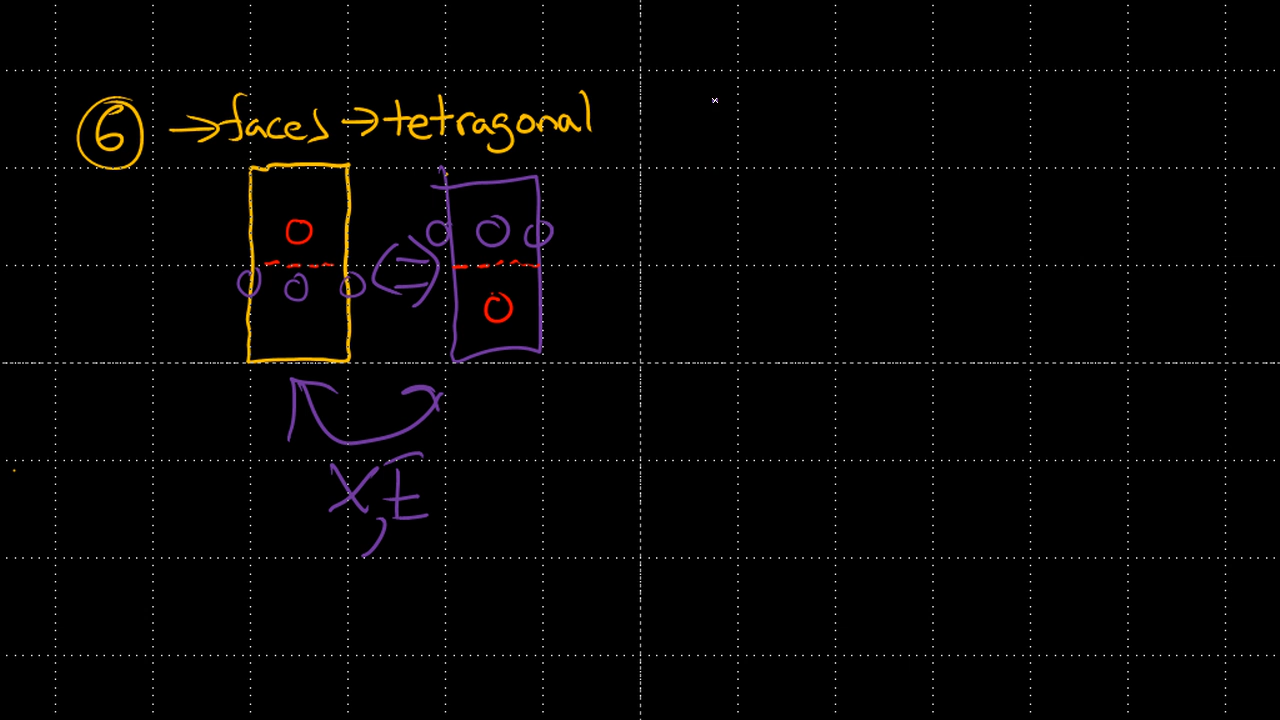 6 → faces → tetragonal
X, E